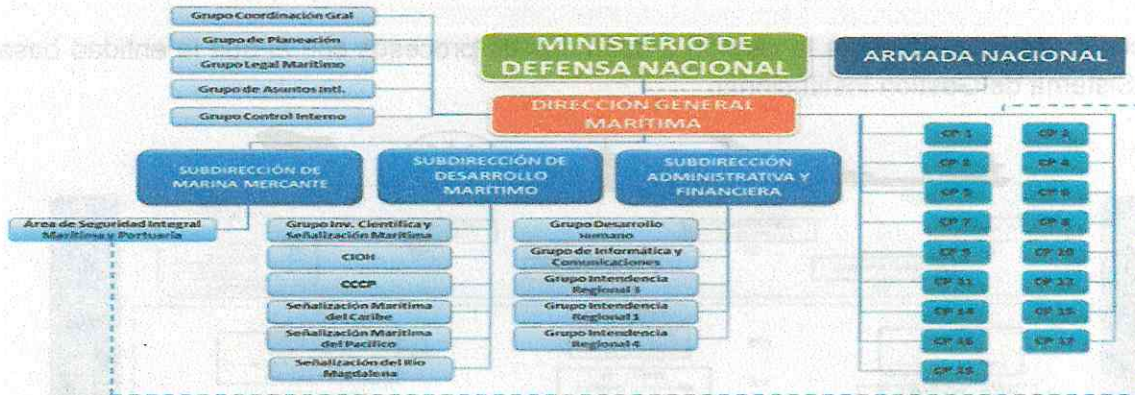 Grupo Coordinación Gral
Grupo de Planeación
Grupo Legal Marítimo
Grupo de Asuntos Intl.
Grupo Control Interno
MINISTERIO DE
DEFENSA NACIONAL
ARMADA NACIONAL
DIRECCIÓN GENERAL
MARÍTIMA
SUBDIRECCIÓN DE
MARINA MERCANTE
SUBDIRECCIÓN DE
DESARROLLO
MARÍTIMO
SUBDIRECCIÓN
ADMINISTRATIVA Y
FINANCIERA
Área de Seguridad Integral
Marítima y Portuaria
Grupo Inv. Científica y
Señalización Marítima
CIOH
CCCP
Señalización Marítima
del Caribe
Señalización Marítima
del Pacífico
Señalización del Río
Magdalena
Grupo Desarrollo
Humano
Grupo de Informática y
Comunicaciones
Grupo Intendencia
Regional 3
Grupo Intendencia
Regional 1
Grupo Intendencia
Regional 4
CP 1
CP 2
CP 3
CP 4
CP 5
CP 6
CP 7
CP 8
CP 9
CP 10
CP 11
CP 12
CP 14
CP 15
CP 16
CP 17